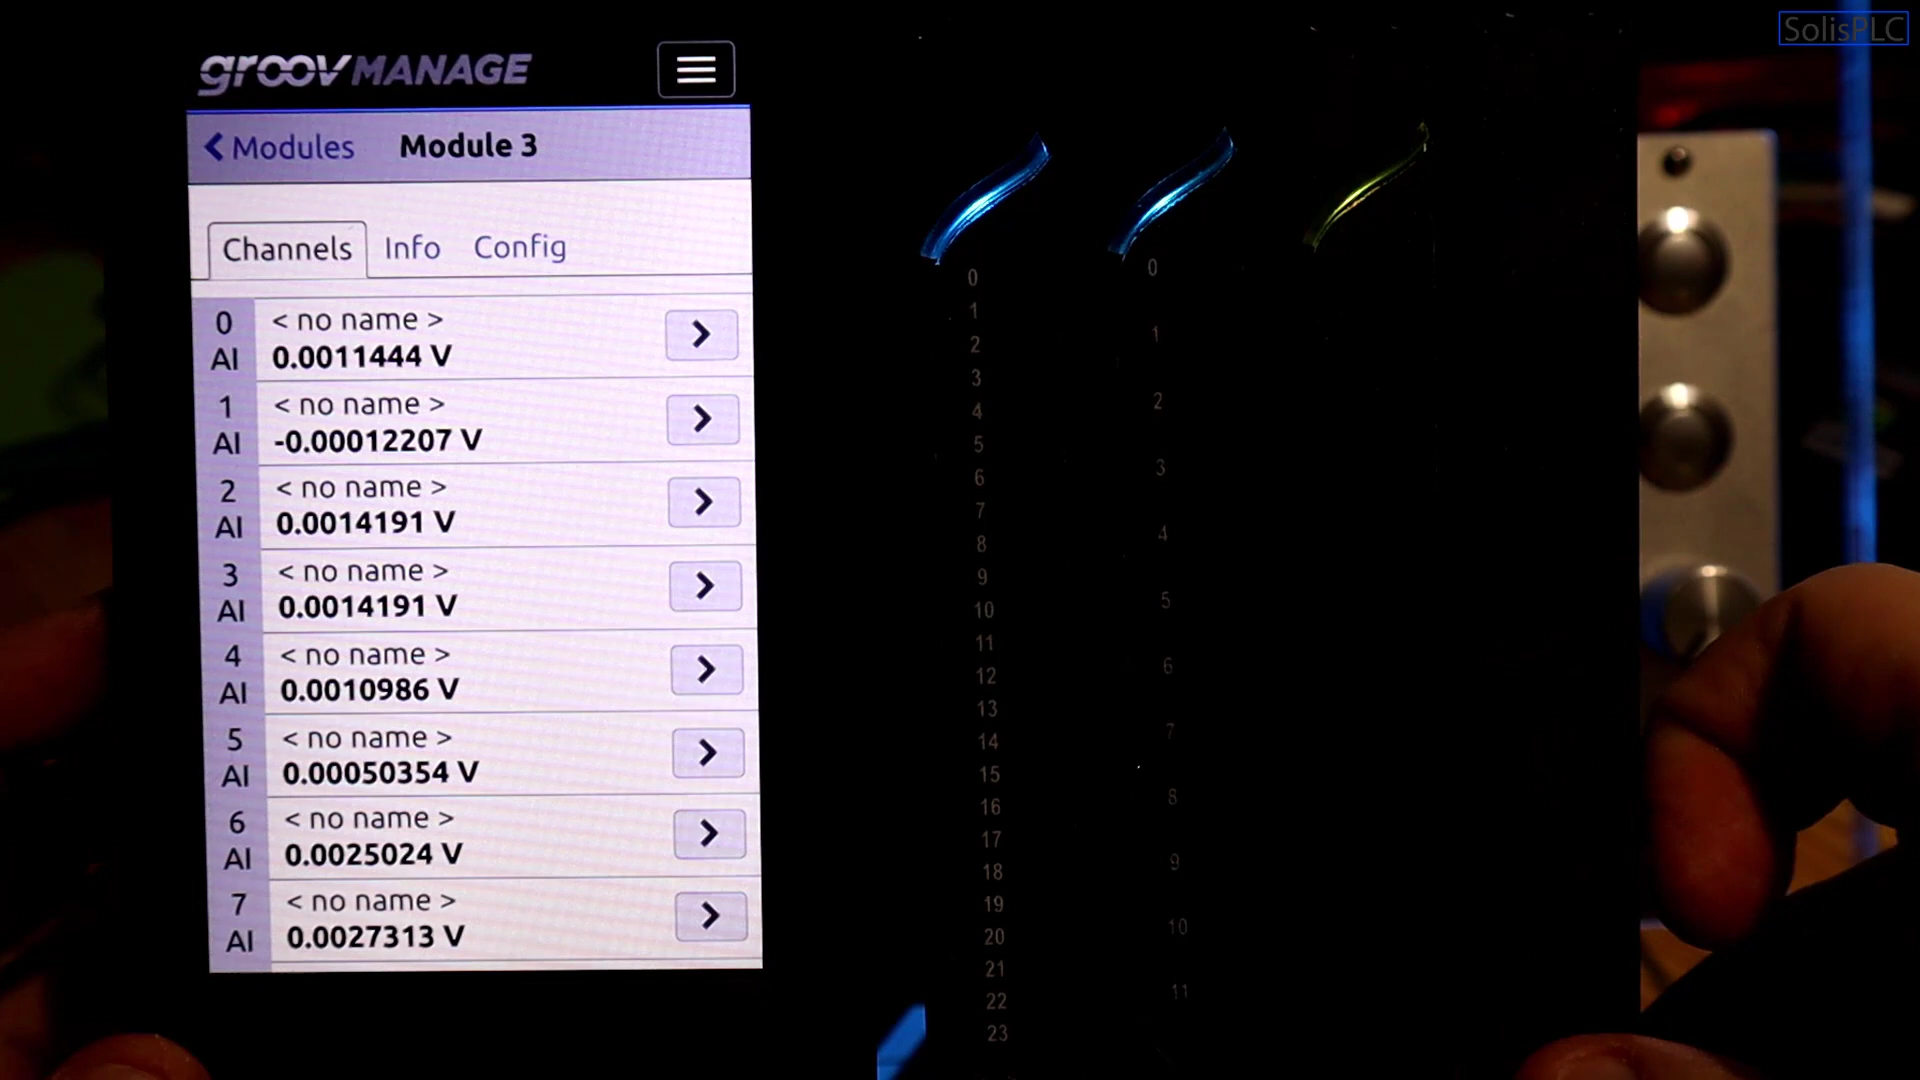 SolisPLC
groov MANAGE
Modules Module 3
Channels Info Config
0 < no name >
AI 0.0011444 V
1 < no name >
AI -0.00012207 V
2 < no name >
AI 0.0014191 V
3 < no name >
AI 0.0014191 V
4 < no name >
AI 0.0010986 V
5 < no name >
AI 0.00050354 V
6 < no name >
AI 0.0025024 V
7 < no name >
AI 0.0027313 V
0
1
2
3
4
5
6
7
8
9
10
11
12
13
14
15
16
17
18
19
20
21
22
23
0
1
2
3
4
5
6
7
8
9
10
11